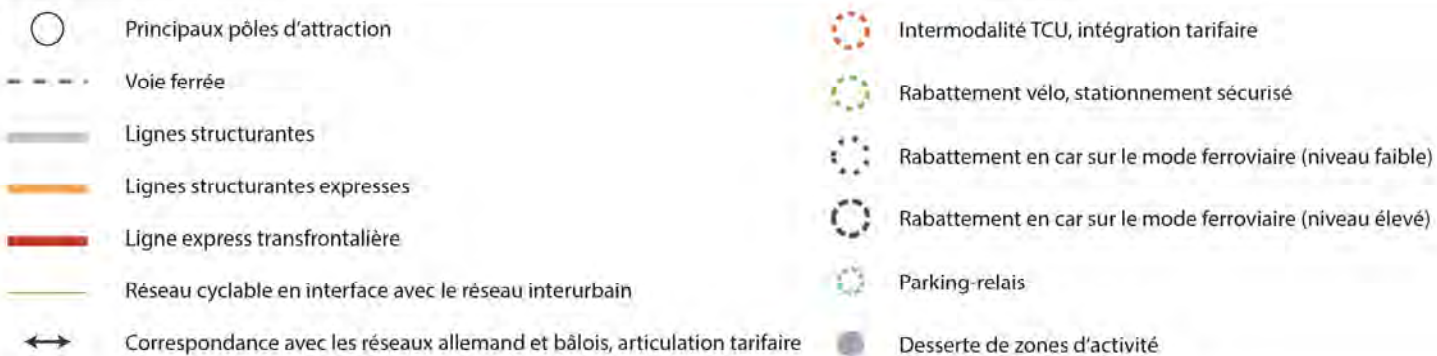 Principaux pôles d'attraction
Voie ferrée
Lignes structurantes
Lignes structurantes expresses
Ligne express transfrontalière
Réseau cyclable en interface avec le réseau interurbain
Correspondance avec les réseaux allemand et bâlois, articulation tarifaire
Intermodalité TCU, intégration tarifaire
Rabattement vélo, stationnement sécurisé
Rabattement en car sur le mode ferroviaire (niveau faible)
Rabattement en car sur le mode ferroviaire (niveau élevé)
Parking-relais
Desserte de zones d'activité